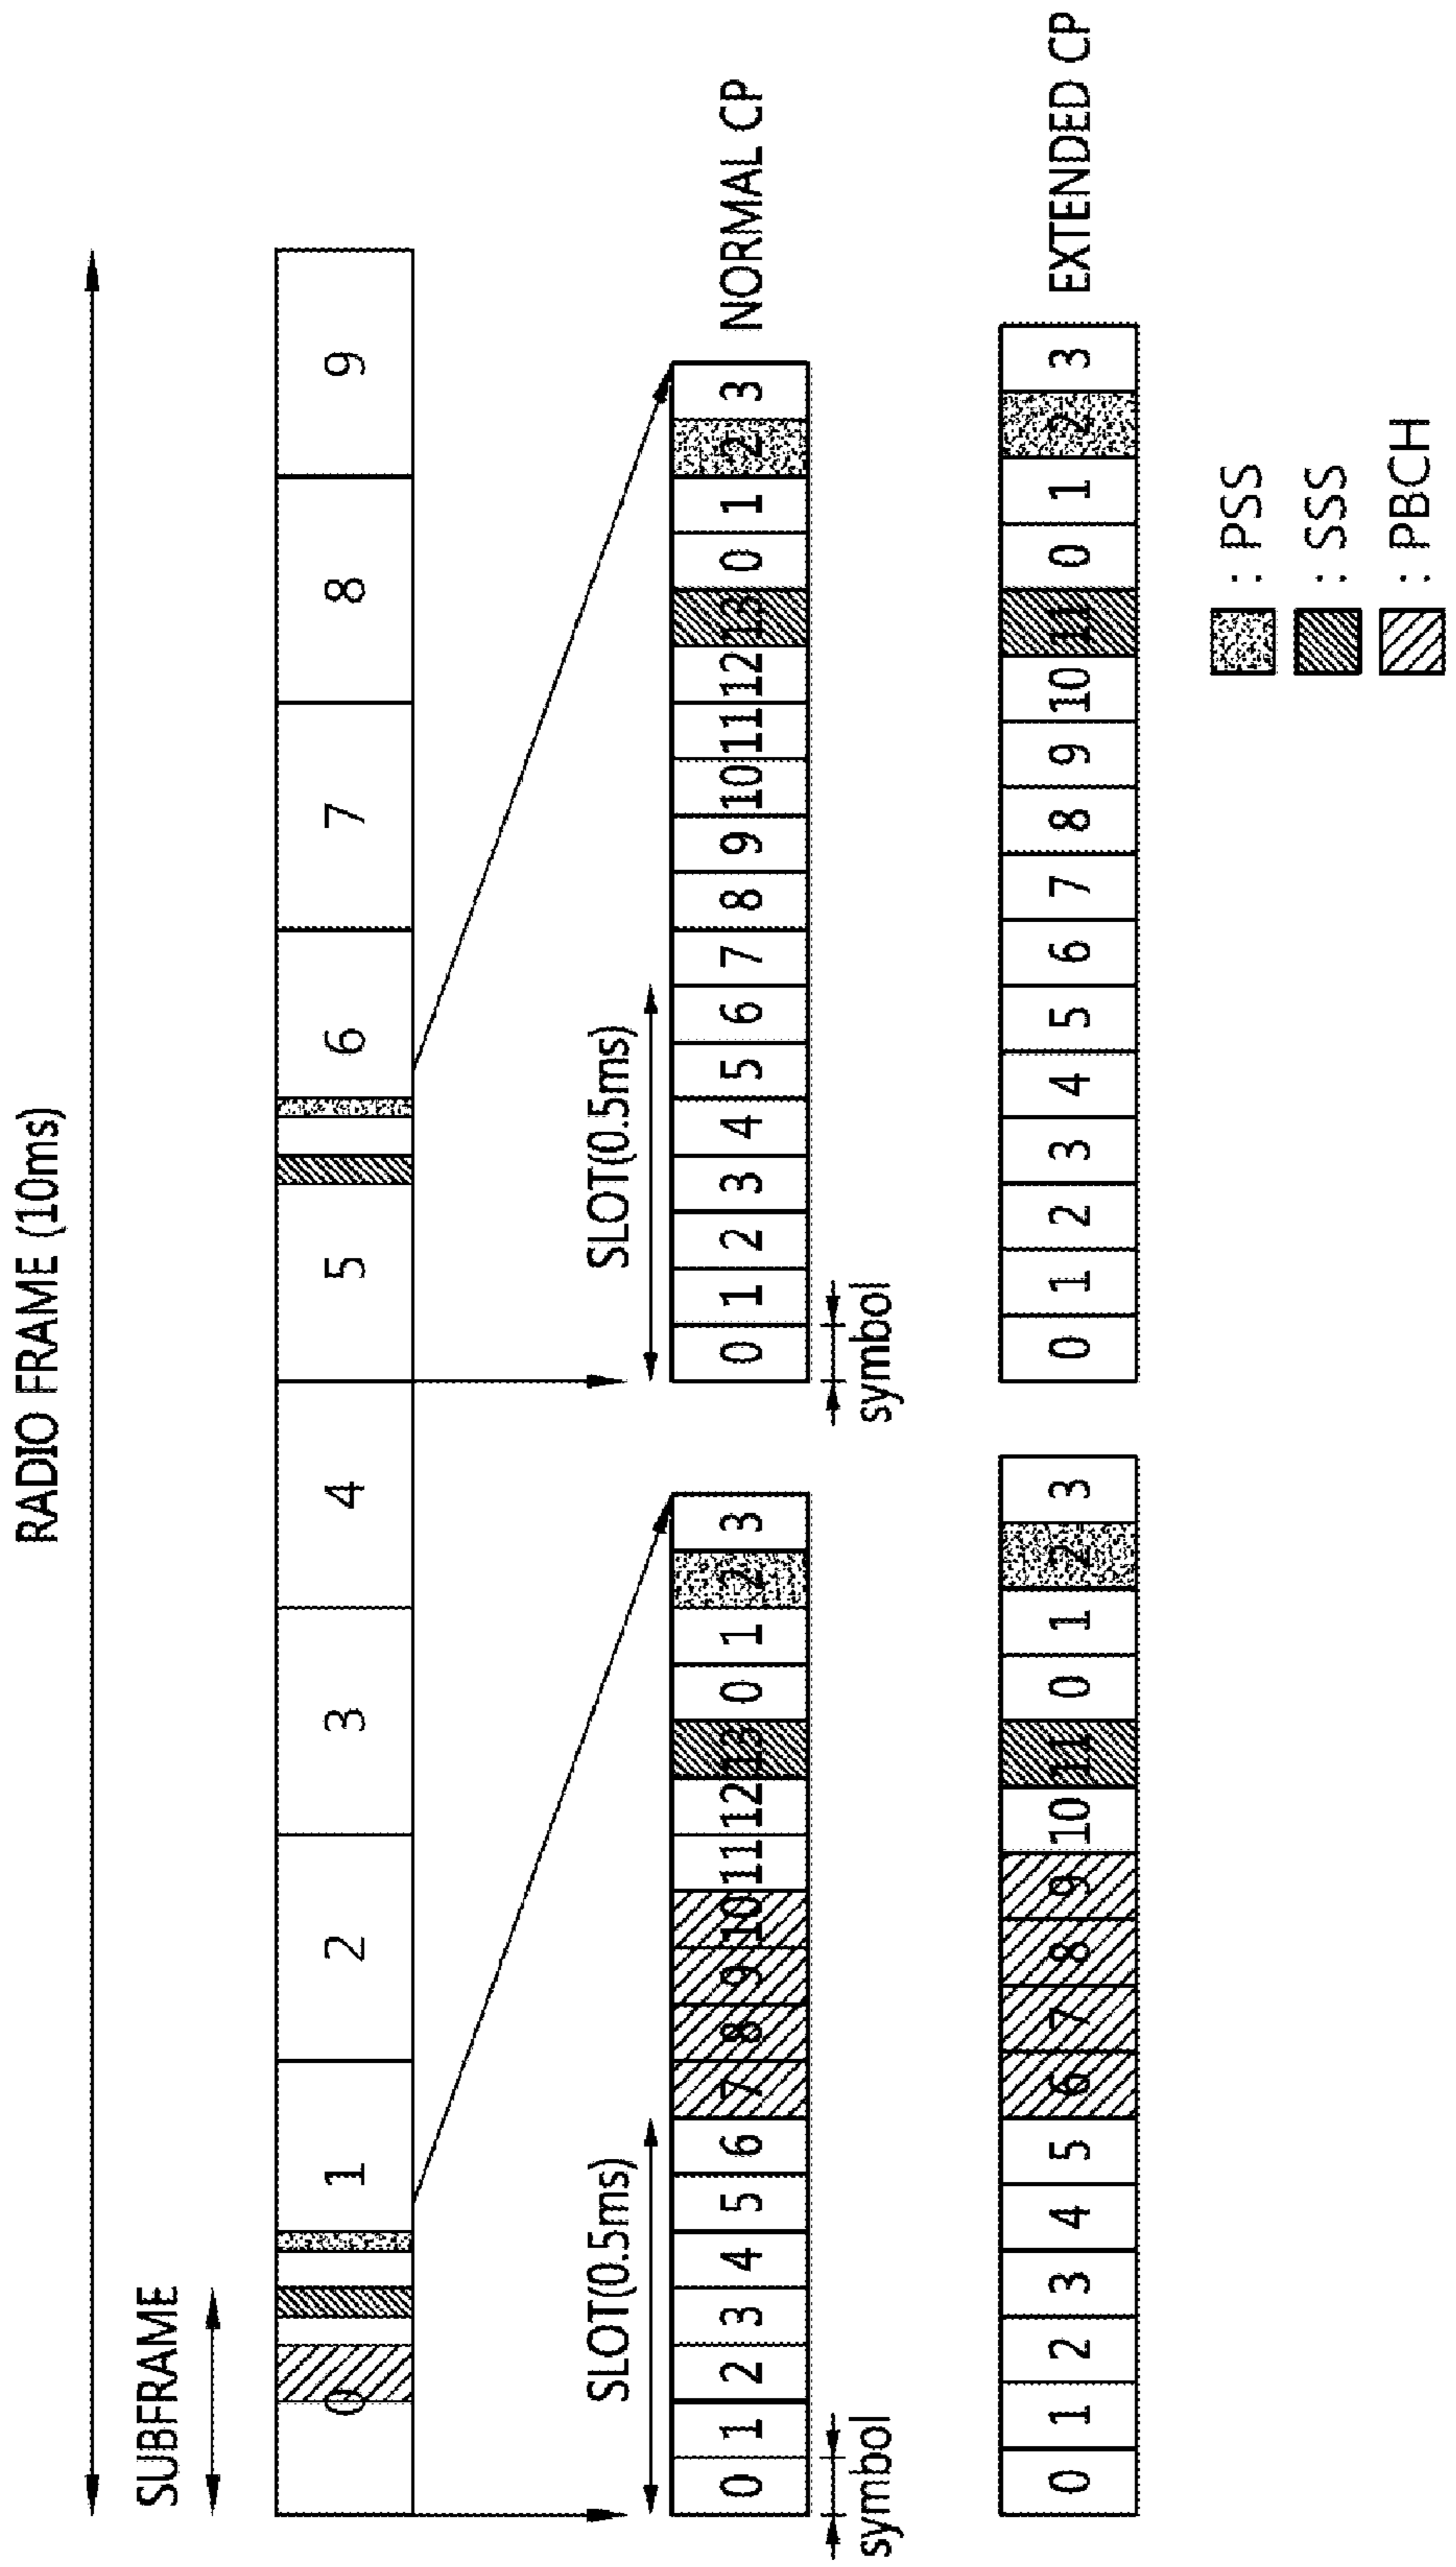 RADIO FRAME (10ms)
SUBFRAME
0 1 2 3 4 5 6 7 8 9
SLOT(0.5ms) SLOT(0.5ms)
0 1 2 3 4 5 6 7 8 9 10 11 12 13 0 1 2 3 0 1 2 3 4 5 6 7 8 9 10 11 12 13 0 1 2 3 NORMAL CP
symbol symbol
0 1 2 3 4 5 6 7 8 9 10 11 0 1 2 3 0 1 2 3 4 5 6 7 8 9 10 11 0 1 2 3 EXTENDED CP
: PSS
: SSS
: PBCH